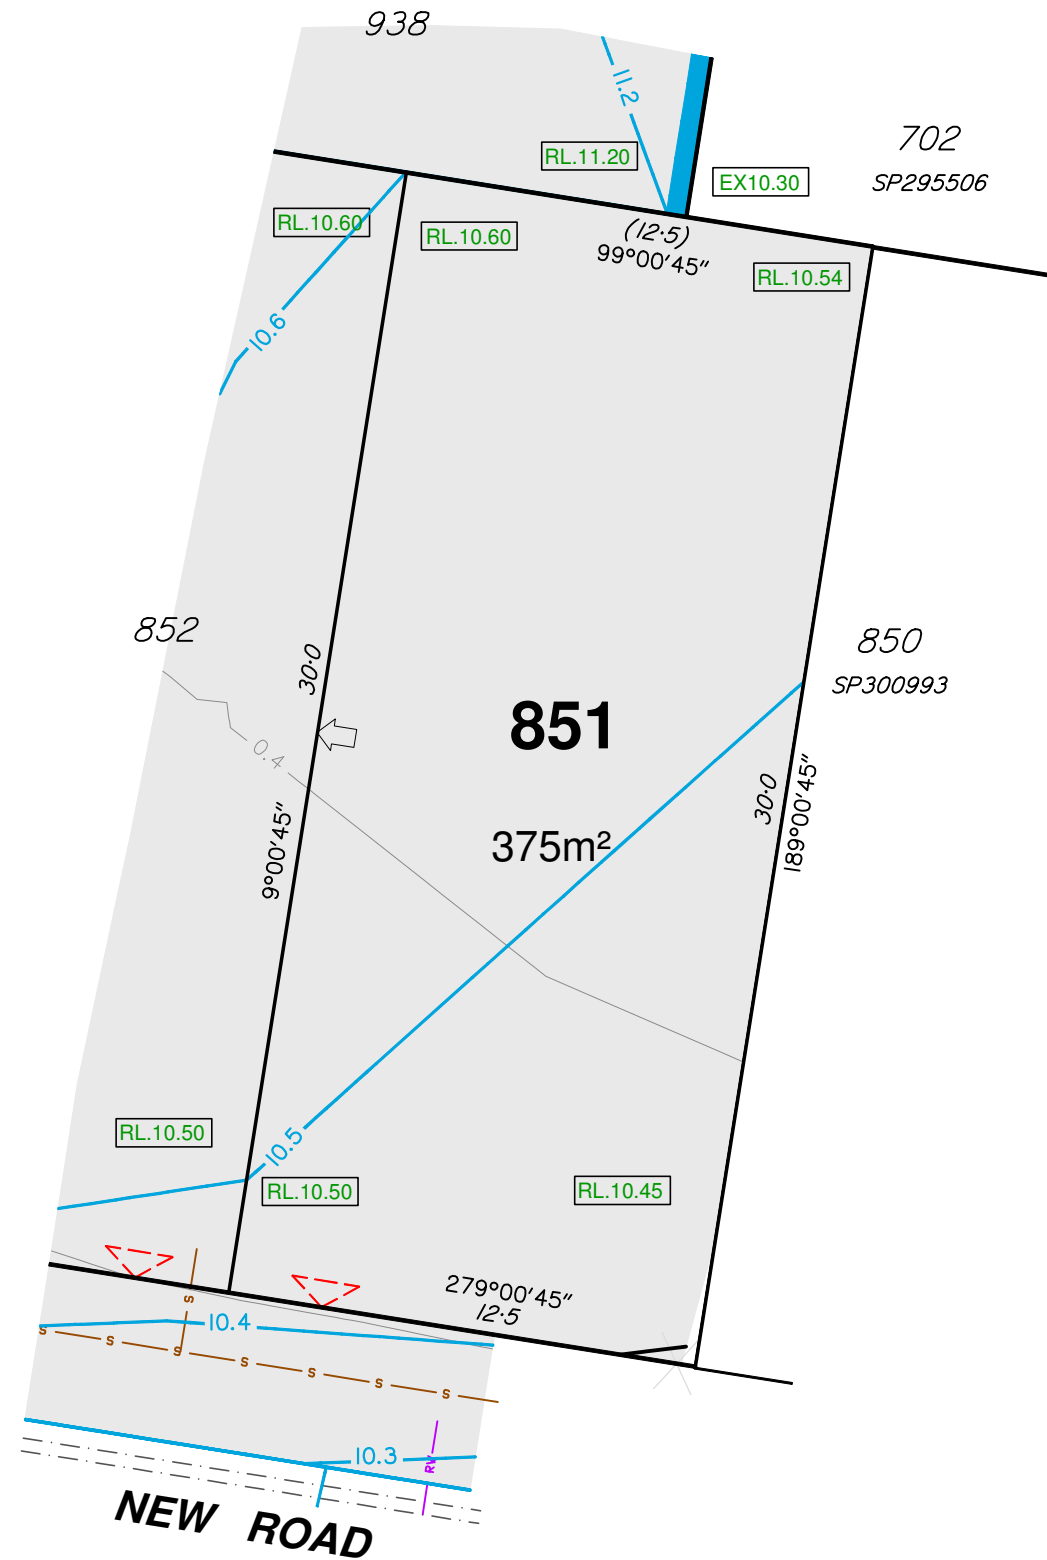 938
11.2
702
RL.11.20
EX10.30
SP295506
RL.10.60
RL.10.60
(12·5)
99°00'45"
RL.10.54
10.6
852
30·0
850
SP300993
851
0.4
30·0
189°00'45"
9°00'45"
375m²
RL.10.50
10.5
RL.10.50
RL.10.45
279°00'45"
12·5
S
10.4
S
S
S
S
S
S
S
10.3
RW
NEW ROAD